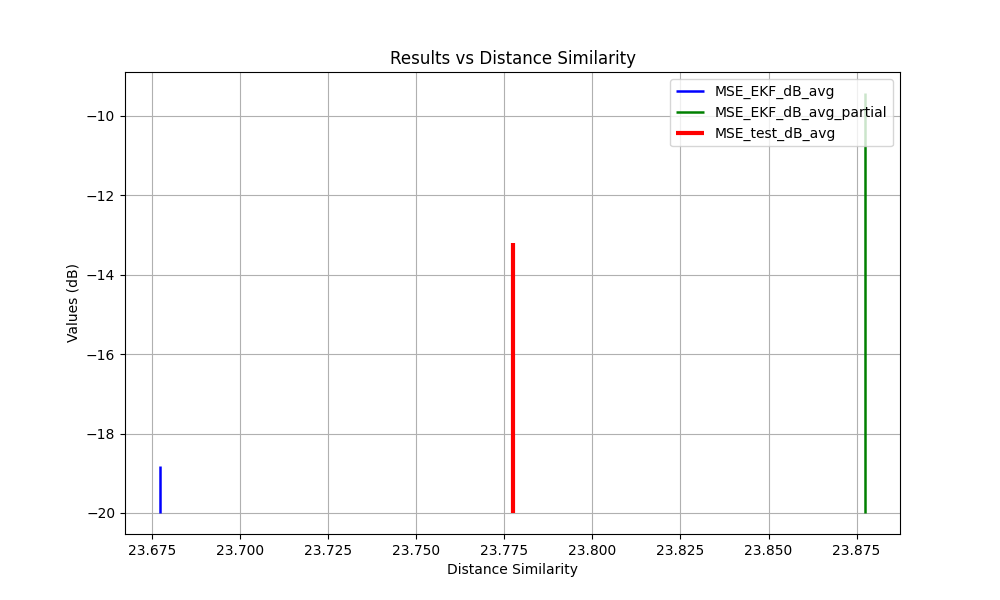 Results vs Distance Similarity
MSE_EKF_dB_avg
MSE_EKF_dB_avg_partial
MSE_test_dB_avg
Values (dB)
−10
−12
−14
−16
−18
−20
23.675 23.700 23.725 23.750 23.775 23.800 23.825 23.850 23.875
Distance Similarity